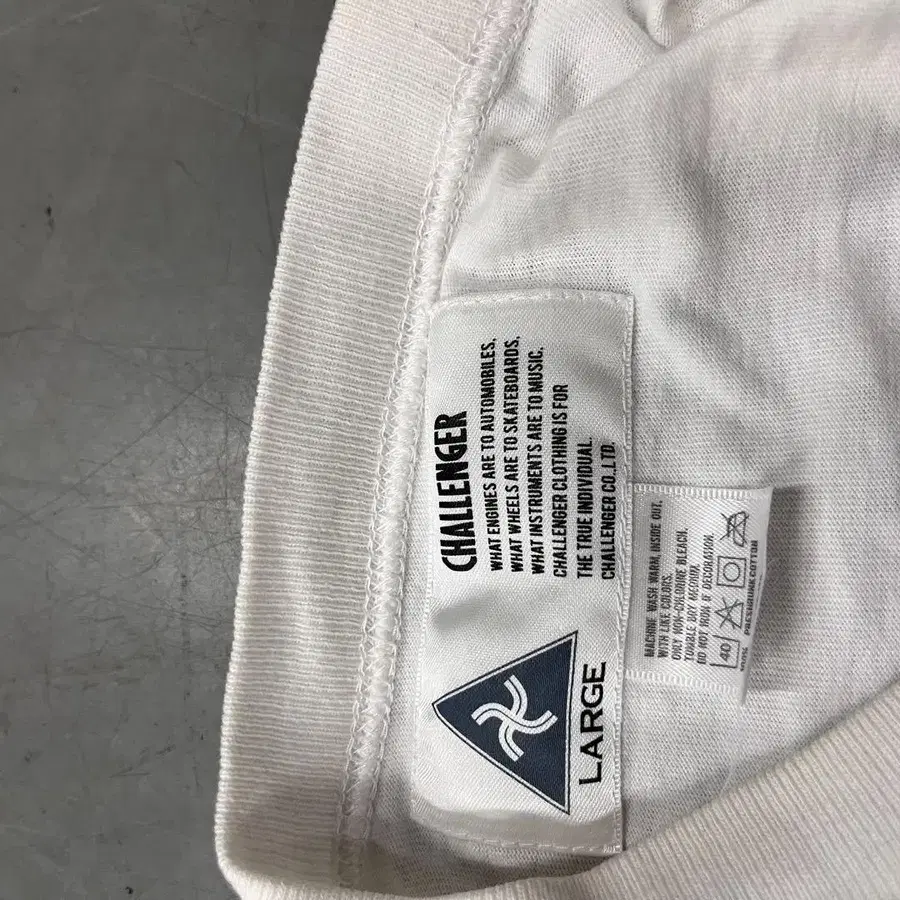 CHALLENGER
WHAT ENGINES ARE TO AUTOMOBILES,
WHAT WHEELS ARE TO SKATEBOARDS,
WHAT INSTRUMENTS ARE TO MUSIC.
CHALLENGER CLOTHING IS FOR
THE TRUE INDIVIDUAL.
CHALLENGER CO.,LTD.
LARGE
MACHINE WASH WARM, INSIDE OUT,
WITH LIKE COLORS.
ONLY NON-CHLORINE BLEACH.
TUMBLE DRY MEDIUM.
DO NOT IRON IF DECORATION.
40
PRESHRUNK COTTON